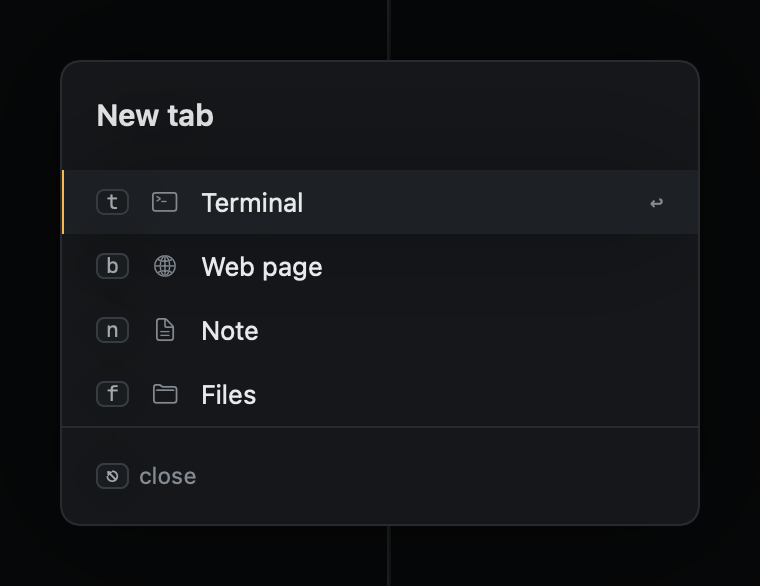 New tab
t Terminal ↩
b Web page
n Note
f Files
⎋ close